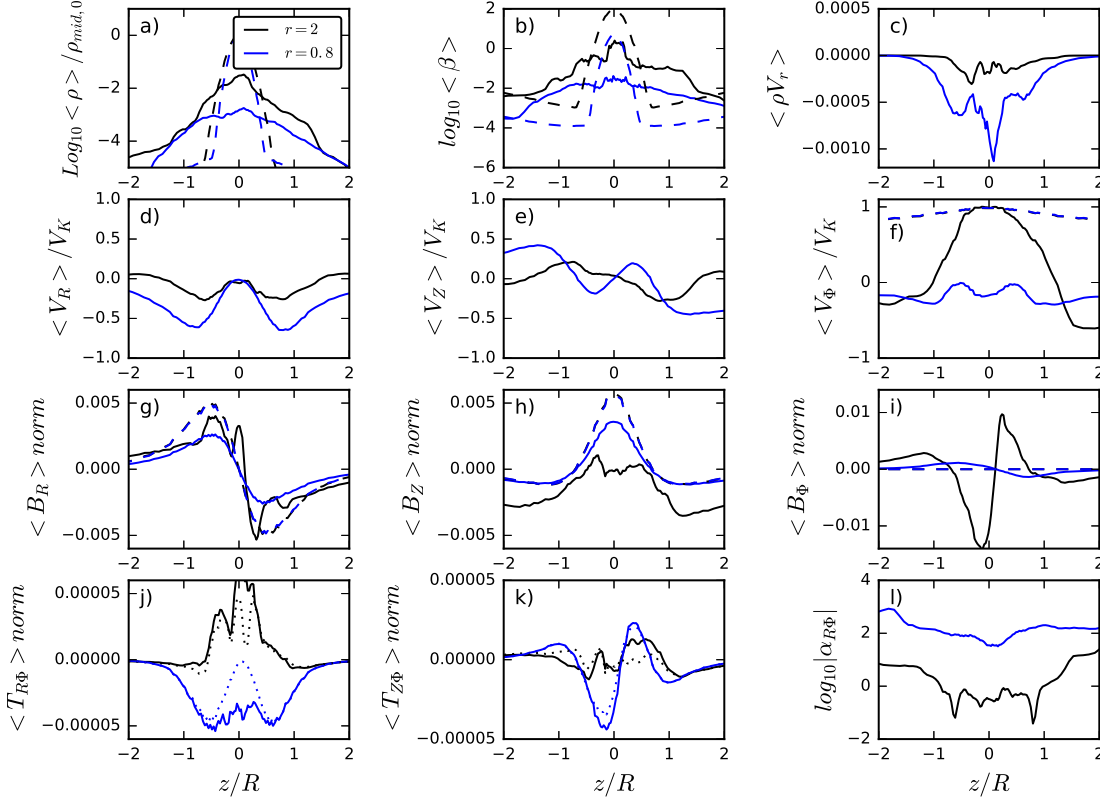 a)
Log10 < ρ > /ρmid,0
0
−2
−4
r = 2
r = 0.8
−2 −1 0 1 2
b)
log10 < β >
2
0
−2
−4
−6
−2 −1 0 1 2
c)
< ρVr >
0.0005
0.0000
−0.0005
−0.0010
−2 −1 0 1 2
d)
< VR > /VK
1.0
0.5
0.0
−0.5
−1.0
−2 −1 0 1 2
e)
< VZ > /VK
1.0
0.5
0.0
−0.5
−1.0
−2 −1 0 1 2
f)
< VΦ > /VK
1
0
−1
−2 −1 0 1 2
g)
< BR > norm
0.005
0.000
−0.005
−2 −1 0 1 2
h)
< BZ > norm
0.005
0.000
−0.005
−2 −1 0 1 2
i)
< BΦ > norm
0.01
0.00
−0.01
−2 −1 0 1 2
j)
< TRΦ > norm
0.00005
0.00000
−0.00005
−2 −1 0 1 2
z/R
k)
< TZΦ > norm
0.00005
0.00000
−0.00005
−2 −1 0 1 2
z/R
l)
log10|αRΦ|
4
2
0
−2
−2 −1 0 1 2
z/R